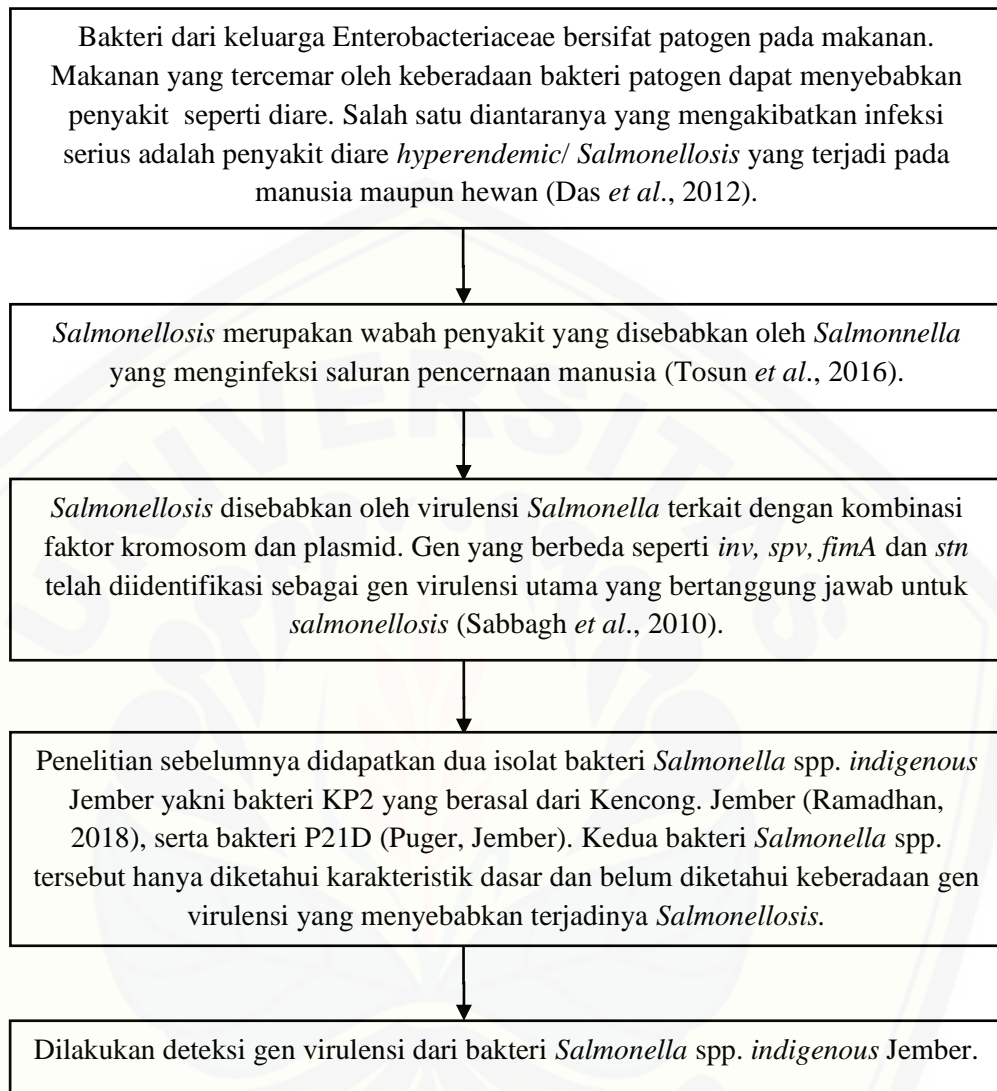 Bakteri dari keluarga Enterobacteriaceae bersifat patogen pada makanan.
Makanan yang tercemar oleh keberadaan bakteri patogen dapat menyebabkan
penyakit seperti diare. Salah satu diantaranya yang mengakibatkan infeksi
serius adalah penyakit diare hyperendemic/ Salmonellosis yang terjadi pada
manusia maupun hewan (Das et al., 2012).
Salmonellosis merupakan wabah penyakit yang disebabkan oleh Salmonnella
yang menginfeksi saluran pencernaan manusia (Tosun et al., 2016).
Salmonellosis disebabkan oleh virulensi Salmonella terkait dengan kombinasi
faktor kromosom dan plasmid. Gen yang berbeda seperti inv, spv, fimA dan stn
telah diidentifikasi sebagai gen virulensi utama yang bertanggung jawab untuk
salmonellosis (Sabbagh et al., 2010).
Penelitian sebelumnya didapatkan dua isolat bakteri Salmonella spp. indigenous
Jember yakni bakteri KP2 yang berasal dari Kencong. Jember (Ramadhan,
2018), serta bakteri P21D (Puger, Jember). Kedua bakteri Salmonella spp.
tersebut hanya diketahui karakteristik dasar dan belum diketahui keberadaan gen
virulensi yang menyebabkan terjadinya Salmonellosis.
Dilakukan deteksi gen virulensi dari bakteri Salmonella spp. indigenous Jember.
UNIVERSITAS